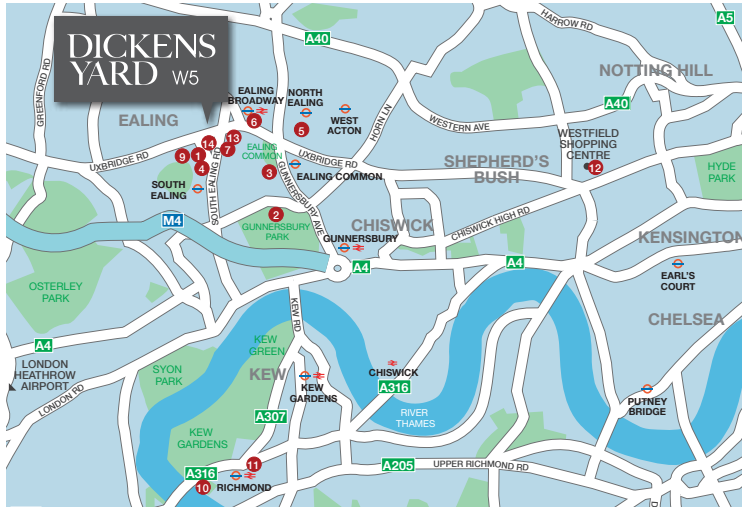 HARROW RD
A5
A40
DICKENS
YARD W5
GREENFORD RD
NOTTING HILL
EALING
BROADWAY
NORTH
EALING
A40
EALING
WEST
ACTON
HORN LN
WESTERN AVE
6
5
13
14
7
9
1
4
WESTFIELD
SHOPPING
CENTRE
12
UXBRIDGE RD
EALING
COMMON
UXBRIDGE RD
SHEPHERD'S
BUSH
HYDE
PARK
3
EALING COMMON
SOUTH
EALING
SOUTH EALING RD
GUNNERSBURY AVE
2
M4
GUNNERSBURY
PARK
CHISWICK
CHISWICK HIGH RD
GUNNERSBURY
KENSINGTON
A4
A4
EARL'S
COURT
OSTERLEY
PARK
KEW RD
CHELSEA
A4
KEW
GREEN
LONDON
HEATHROW
AIRPORT
SYON
PARK
KEW
CHISWICK
A316
LONDON RD
KEW
GARDENS
PUTNEY
BRIDGE
A307
RIVER
THAMES
KEW
GARDENS
11
A205
UPPER RICHMOND RD
A316
10
RICHMOND